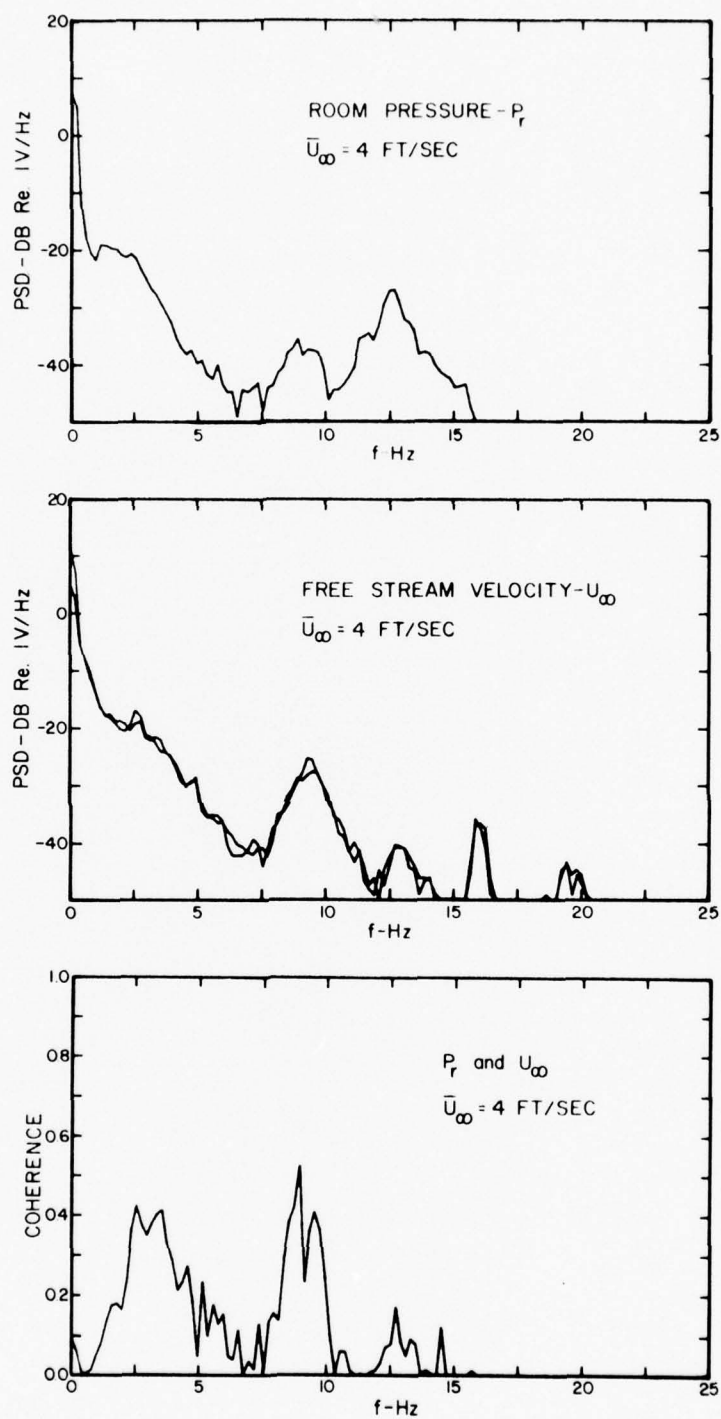 20
0
-20
-40
PSD-DB Re. 1V/Hz
ROOM PRESSURE-Pr
U∞ = 4 FT/SEC
0 5 10 15 20 25
f-Hz
20
0
-20
-40
PSD-DB Re. 1V/Hz
FREE STREAM VELOCITY-U∞
U̅∞ = 4 FT/SEC
0 5 10 15 20 25
f-Hz
1.0
0.8
0.6
0.4
0.2
0.0
COHERENCE
Pr and U∞
U̅∞ = 4 FT/SEC
0 5 10 15 20 25
f-Hz